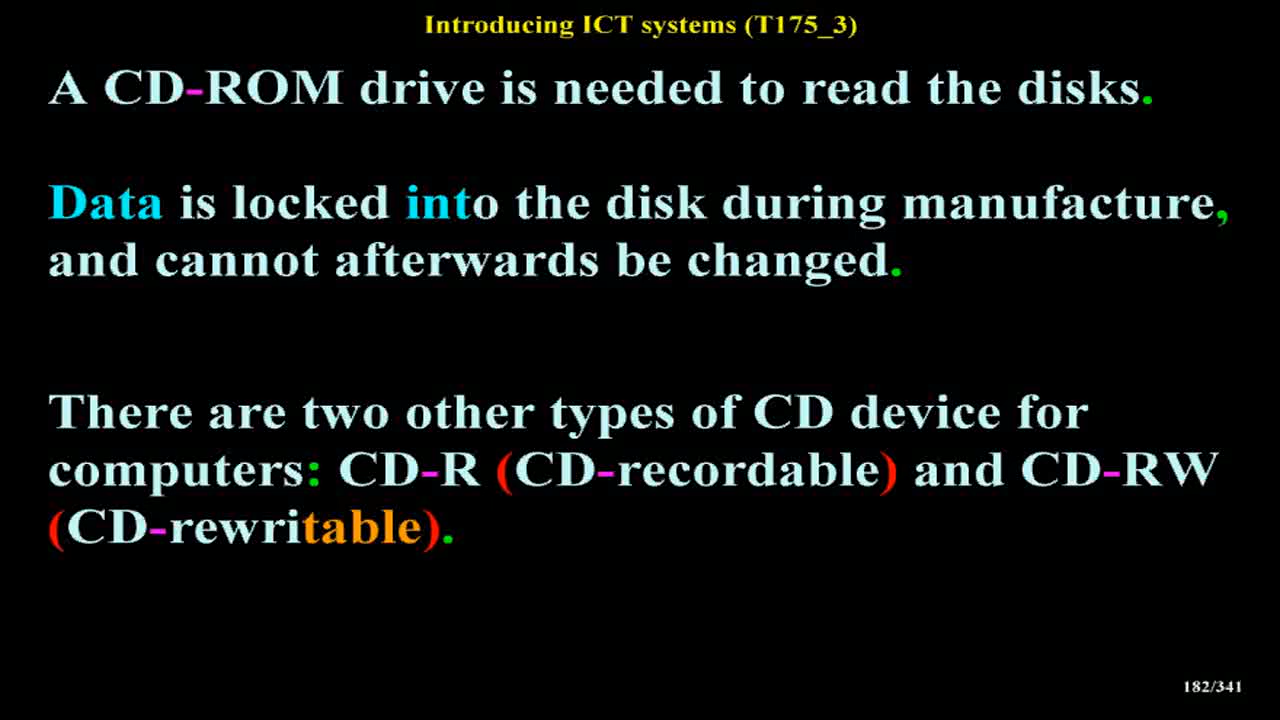 Introducing ICT systems (T175_3)
A CD-ROM drive is needed to read the disks.
Data is locked into the disk during manufacture,
and cannot afterwards be changed.
There are two other types of CD device for
computers: CD-R (CD-recordable) and CD-RW
(CD-rewritable).
182/341